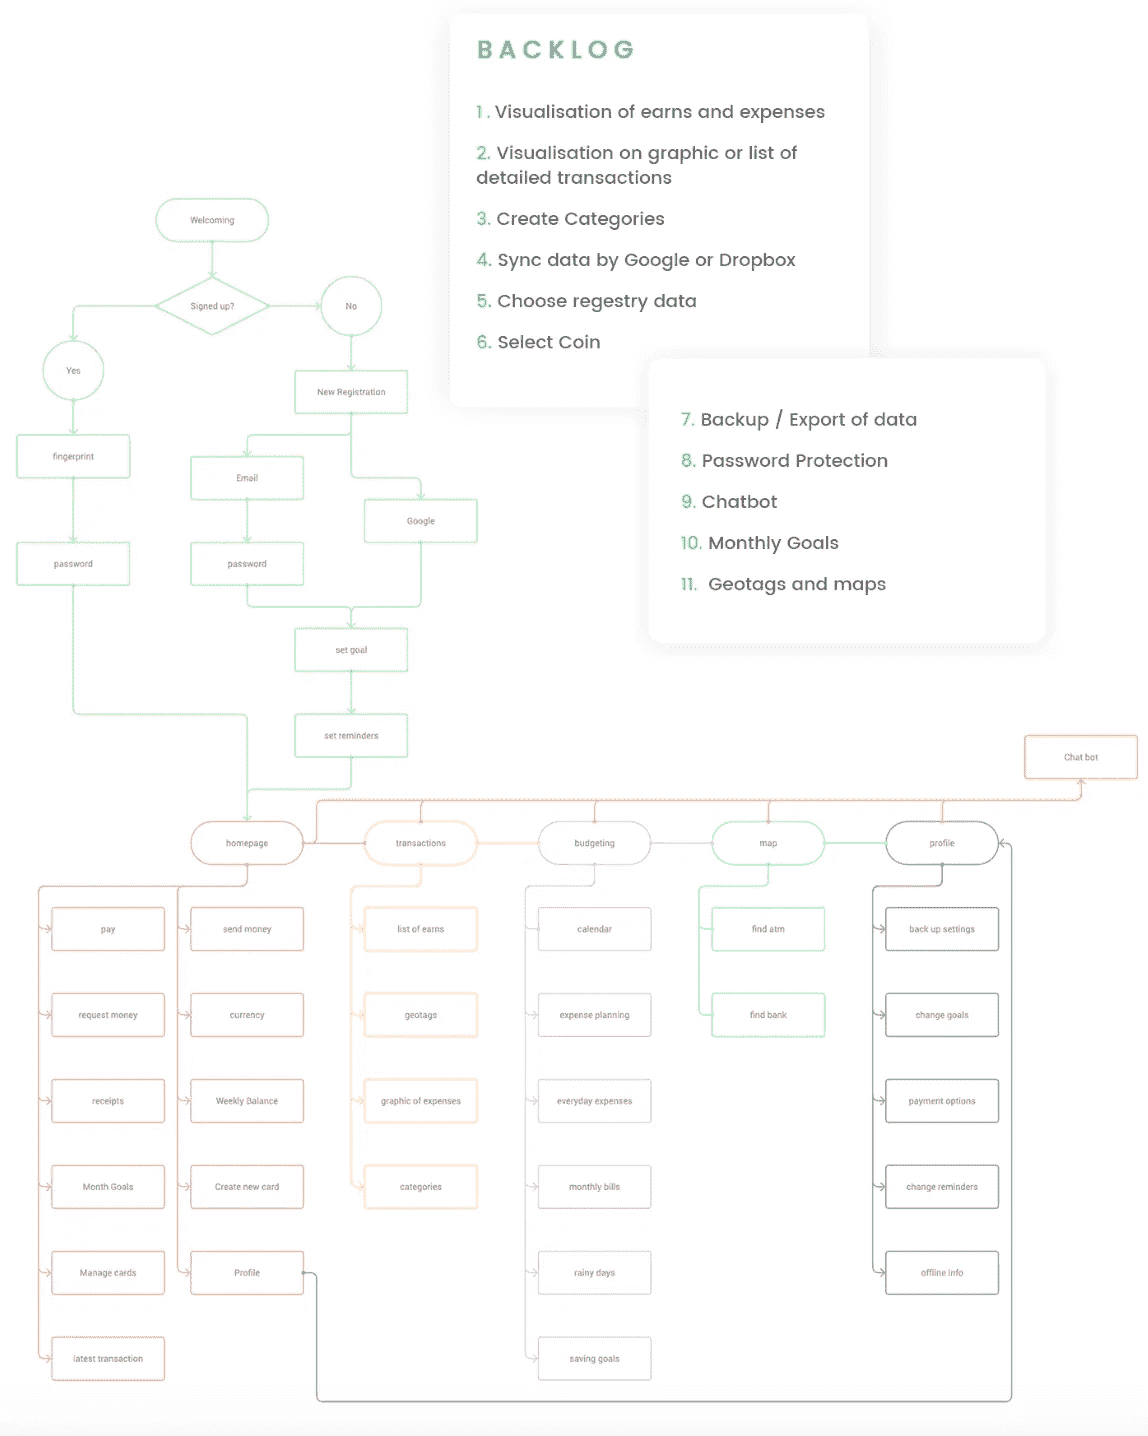 BACKLOG
1. Visualisation of earns and expenses
2. Visualisation on graphic or list of
detailed transactions
3. Create Categories
4. Sync data by Google or Dropbox
5. Choose regestry data
6. Select Coin
7. Backup / Export of data
8. Password Protection
9. Chatbot
10. Monthly Goals
11. Geotags and maps
Welcoming
Signed up?
No
Yes
New Registration
fingerprint
Email
Google
password
password
set goal
set reminders
Chat bot
homepage
transactions
budgeting
map
profile
pay
send money
list of earns
calendar
find atm
back up settings
request money
currency
geotags
expense planning
find bank
change goals
receipts
Weekly Balance
graphic of expenses
everyday expenses
payment options
Month Goals
Create new card
categories
monthly bills
change reminders
Manage cards
Profile
rainy days
offline info
latest transaction
saving goals